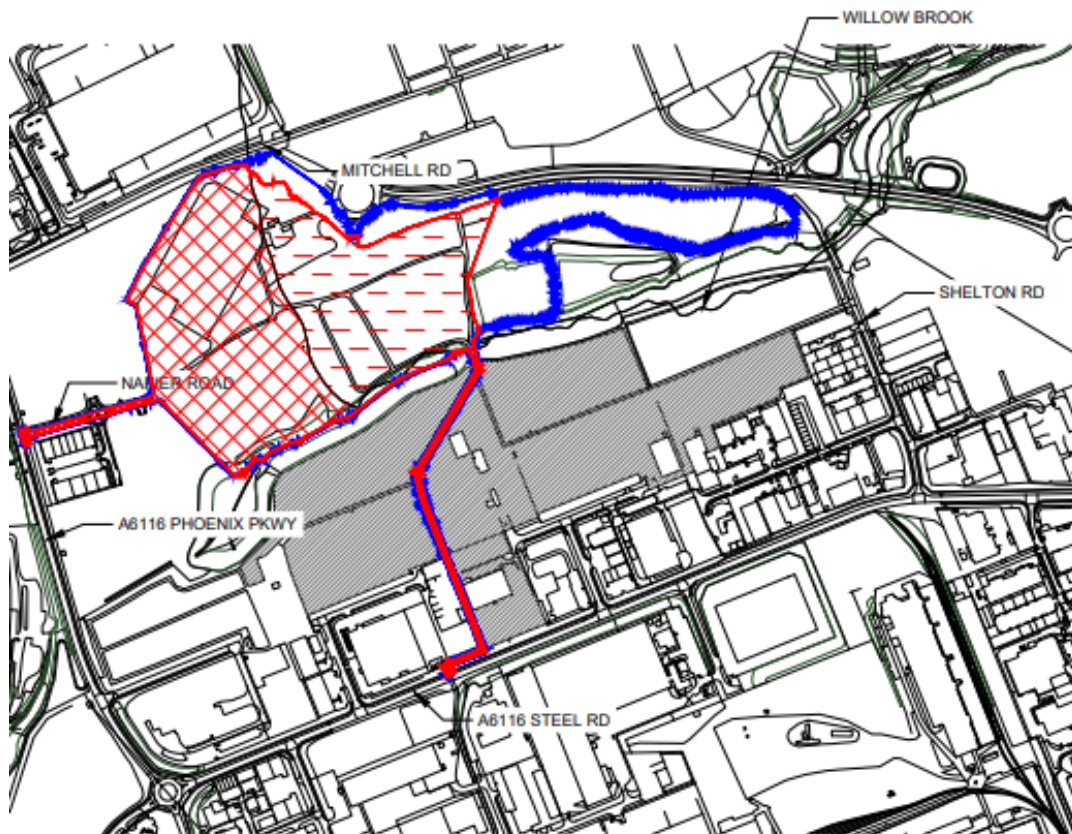 WILLOW BROOK
MITCHELL RD
SHELTON RD
NAPIER ROAD
A6116 PHOENIX PKWY
A6116 STEEL RD